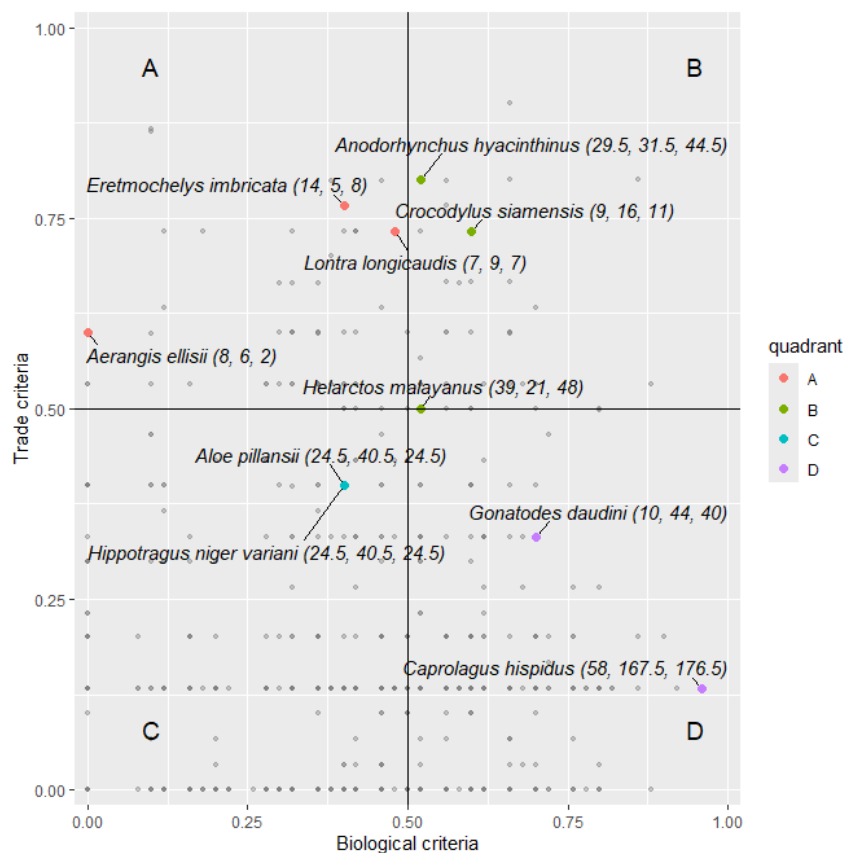 1.00
A
B
Anodorhynchus hyacinthinus (29.5, 31.5, 44.5)
Eretmochelys imbricata (14, 5, 8)
0.75
Crocodylus siamensis (9, 16, 11)
Lontra longicaudis (7, 9, 7)
Aerangis ellisii (8, 6, 2)
quadrant
A
B
C
D
Helarctos malayanus (39, 21, 48)
0.50
Trade criteria
Aloe pillansii (24.5, 40.5, 24.5)
Gonatodes daudini (10, 44, 40)
Hippotragus niger variani (24.5, 40.5, 24.5)
0.25
Caprolagus hispidus (58, 167.5, 176.5)
C
D
0.00
0.00 0.25 0.50 0.75 1.00
Biological criteria